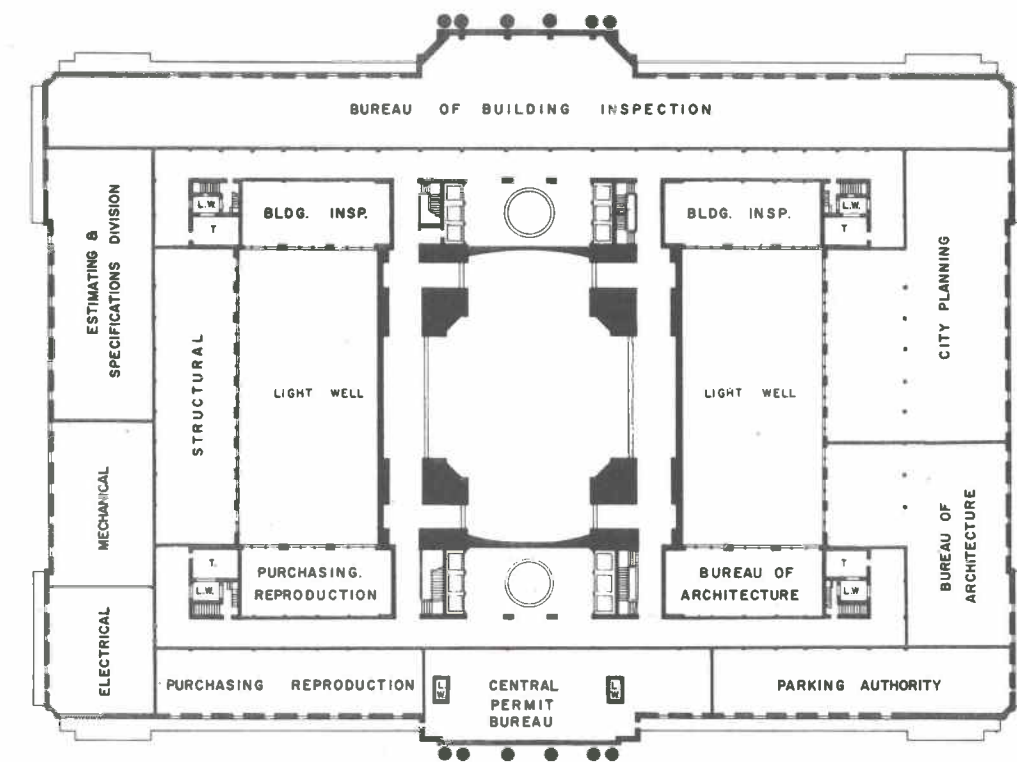 BUREAU OF BUILDING INSPECTION
ESTIMATING &
SPECIFICATIONS DIVISION
L.W.
T
BLDG. INSP.
BLDG. INSP.
L.W.
T
CITY PLANNING
STRUCTURAL
LIGHT WELL
LIGHT WELL
MECHANICAL
BUREAU OF
ARCHITECTURE
T.
L.W.
PURCHASING.
REPRODUCTION
BUREAU OF
ARCHITECTURE
T
L.W
ELECTRICAL
PURCHASING REPRODUCTION
L
W.
CENTRAL
PERMIT
BUREAU
L
W.
PARKING AUTHORITY